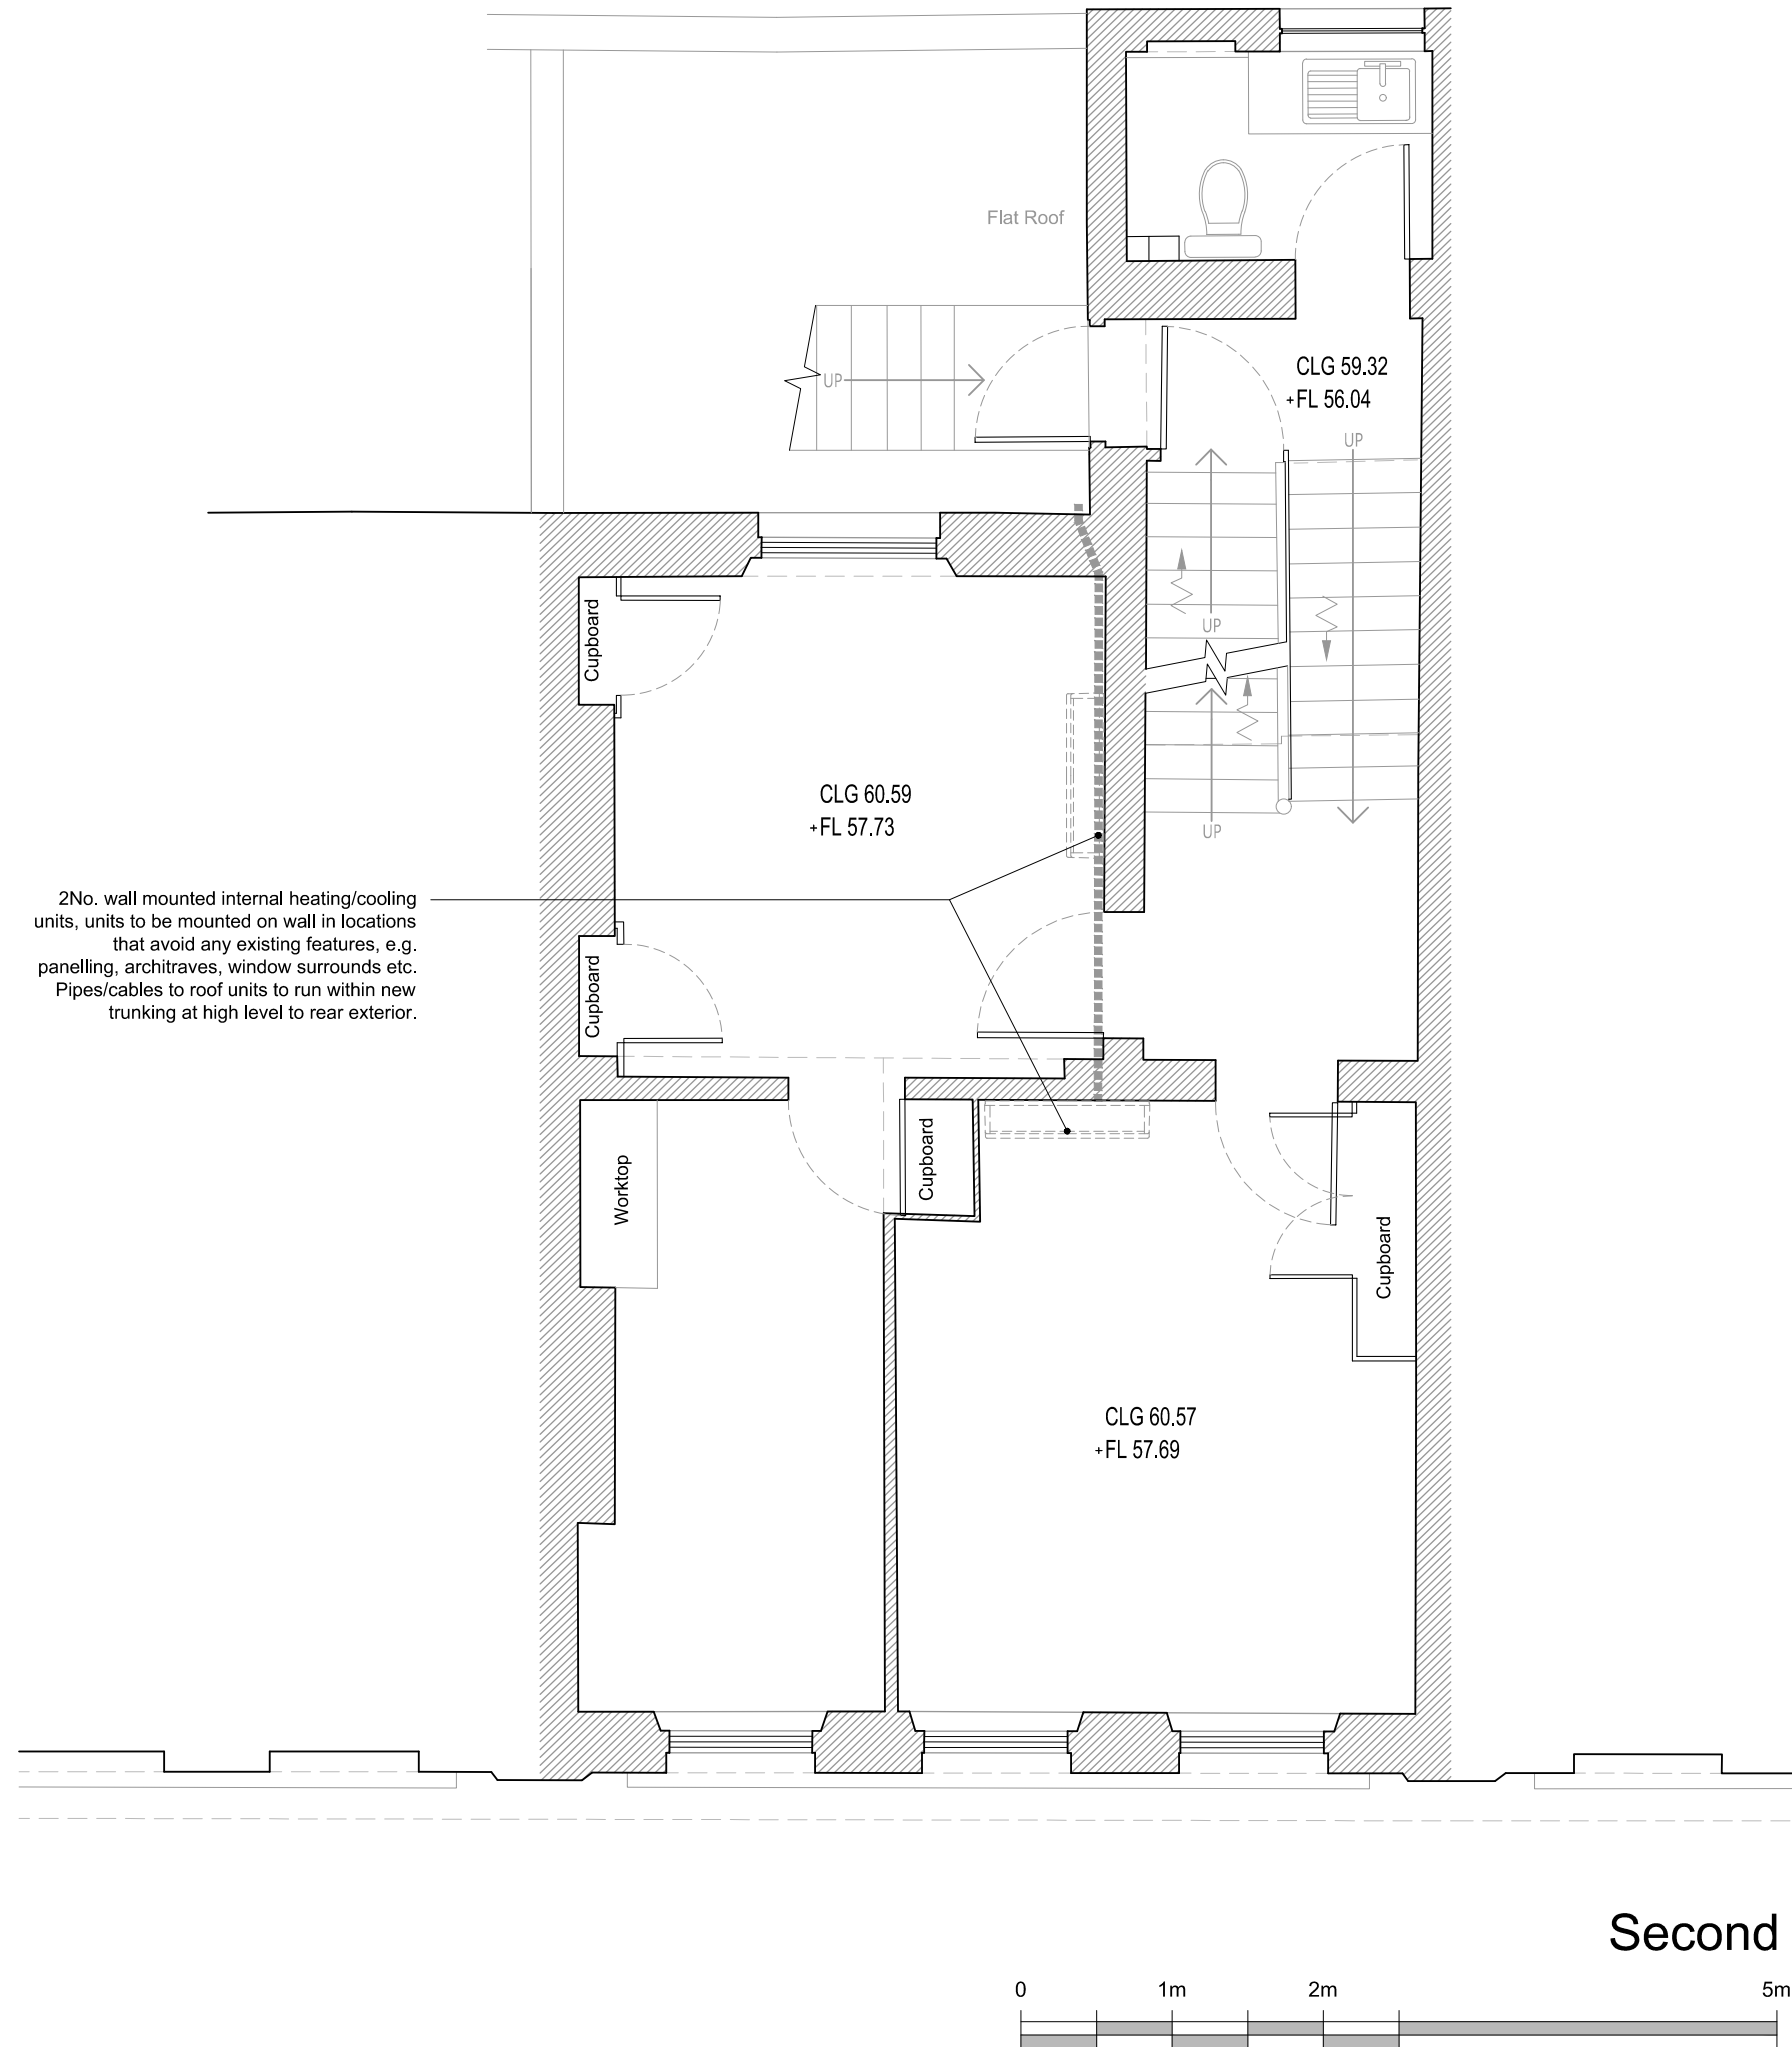 Flat Roof
UP
CLG 59.32
+FL 56.04
UP
UP
UP
Cupboard
CLG 60.59
+FL 57.73
2No. wall mounted internal heating/cooling
units, units to be mounted on wall in locations
that avoid any existing features, e.g.
panelling, architraves, window surrounds etc.
Pipes/cables to roof units to run within new
trunking at high level to rear exterior.
Cupboard
Cupboard
Worktop
Cupboard
CLG 60.57
+FL 57.69
Second
0 1m 2m 5m